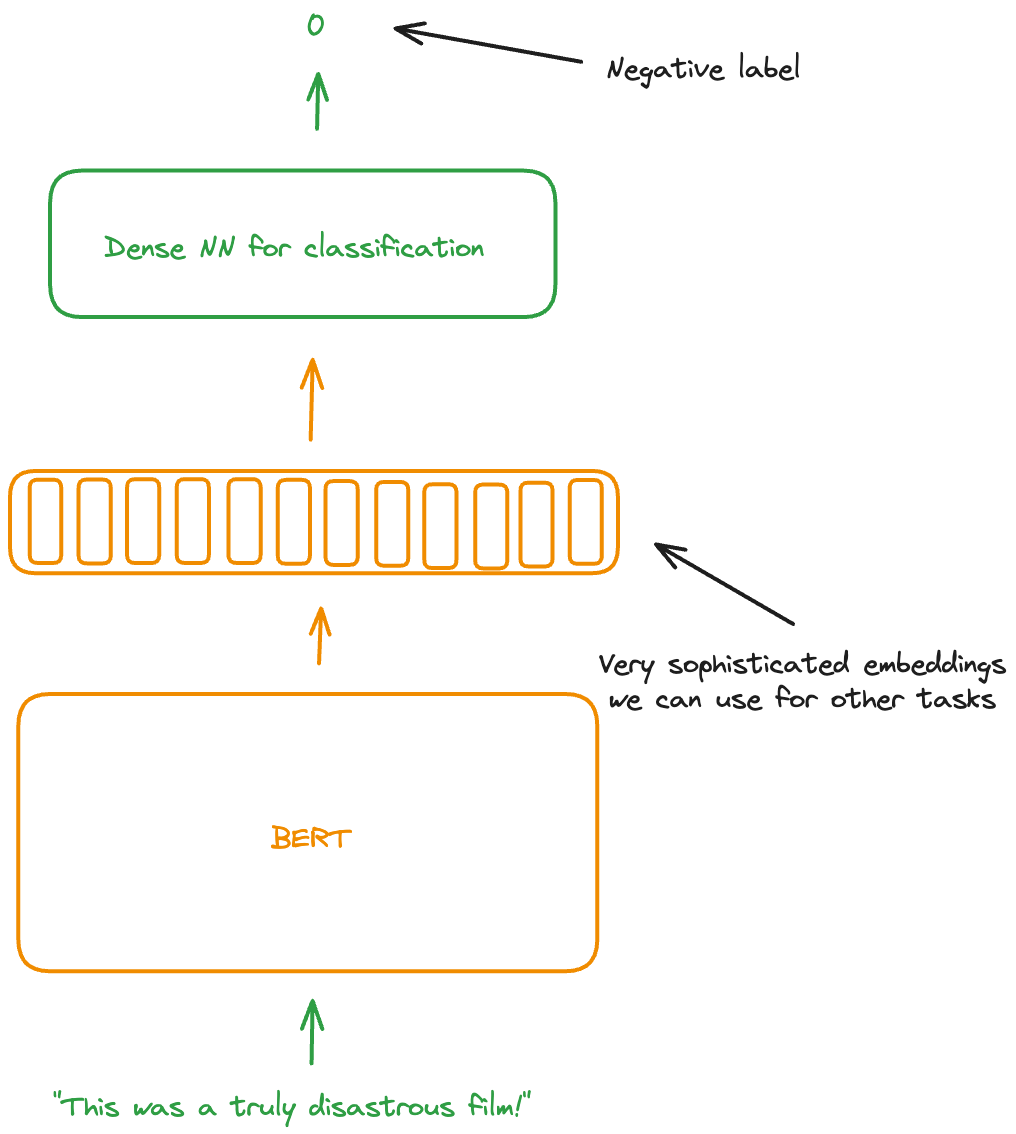 0
Negative label
Dense NN for classification
Very sophisticated embeddings
we can use for other tasks
BERT
"This was a truly disastrous film!"